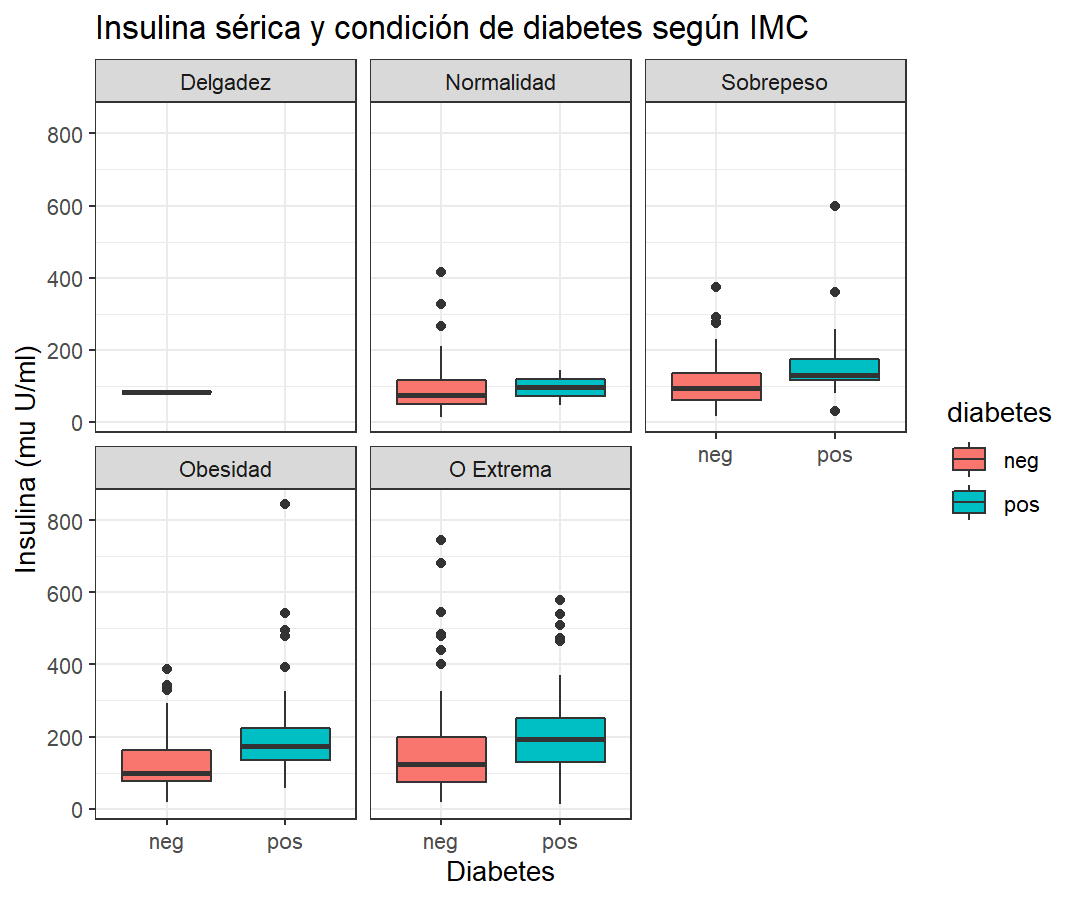 Insulina sérica y condición de diabetes según IMC
Delgadez
Normalidad
Sobrepeso
800
600
400
200
0
neg
pos
Obesidad
O Extrema
800
600
400
200
0
neg
pos
neg
pos
Diabetes
Insulina (mu U/ml)
diabetes
neg
pos